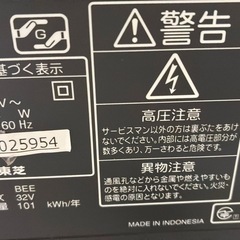 G
基づく表示
V～
W
60 Hz
025954
東芝
BEE
32V
101 kWh/年
警告
高圧注意
サービスマン以外の方は裏ぶたをあけ
ないでください。内部には高電圧部分が
数多くあり、万一さわると危険です。
異物注意
通風孔などから金属や燃えやすい物など
を入れないでください。火災・
感電の原因となります。
MADE IN INDONESIA